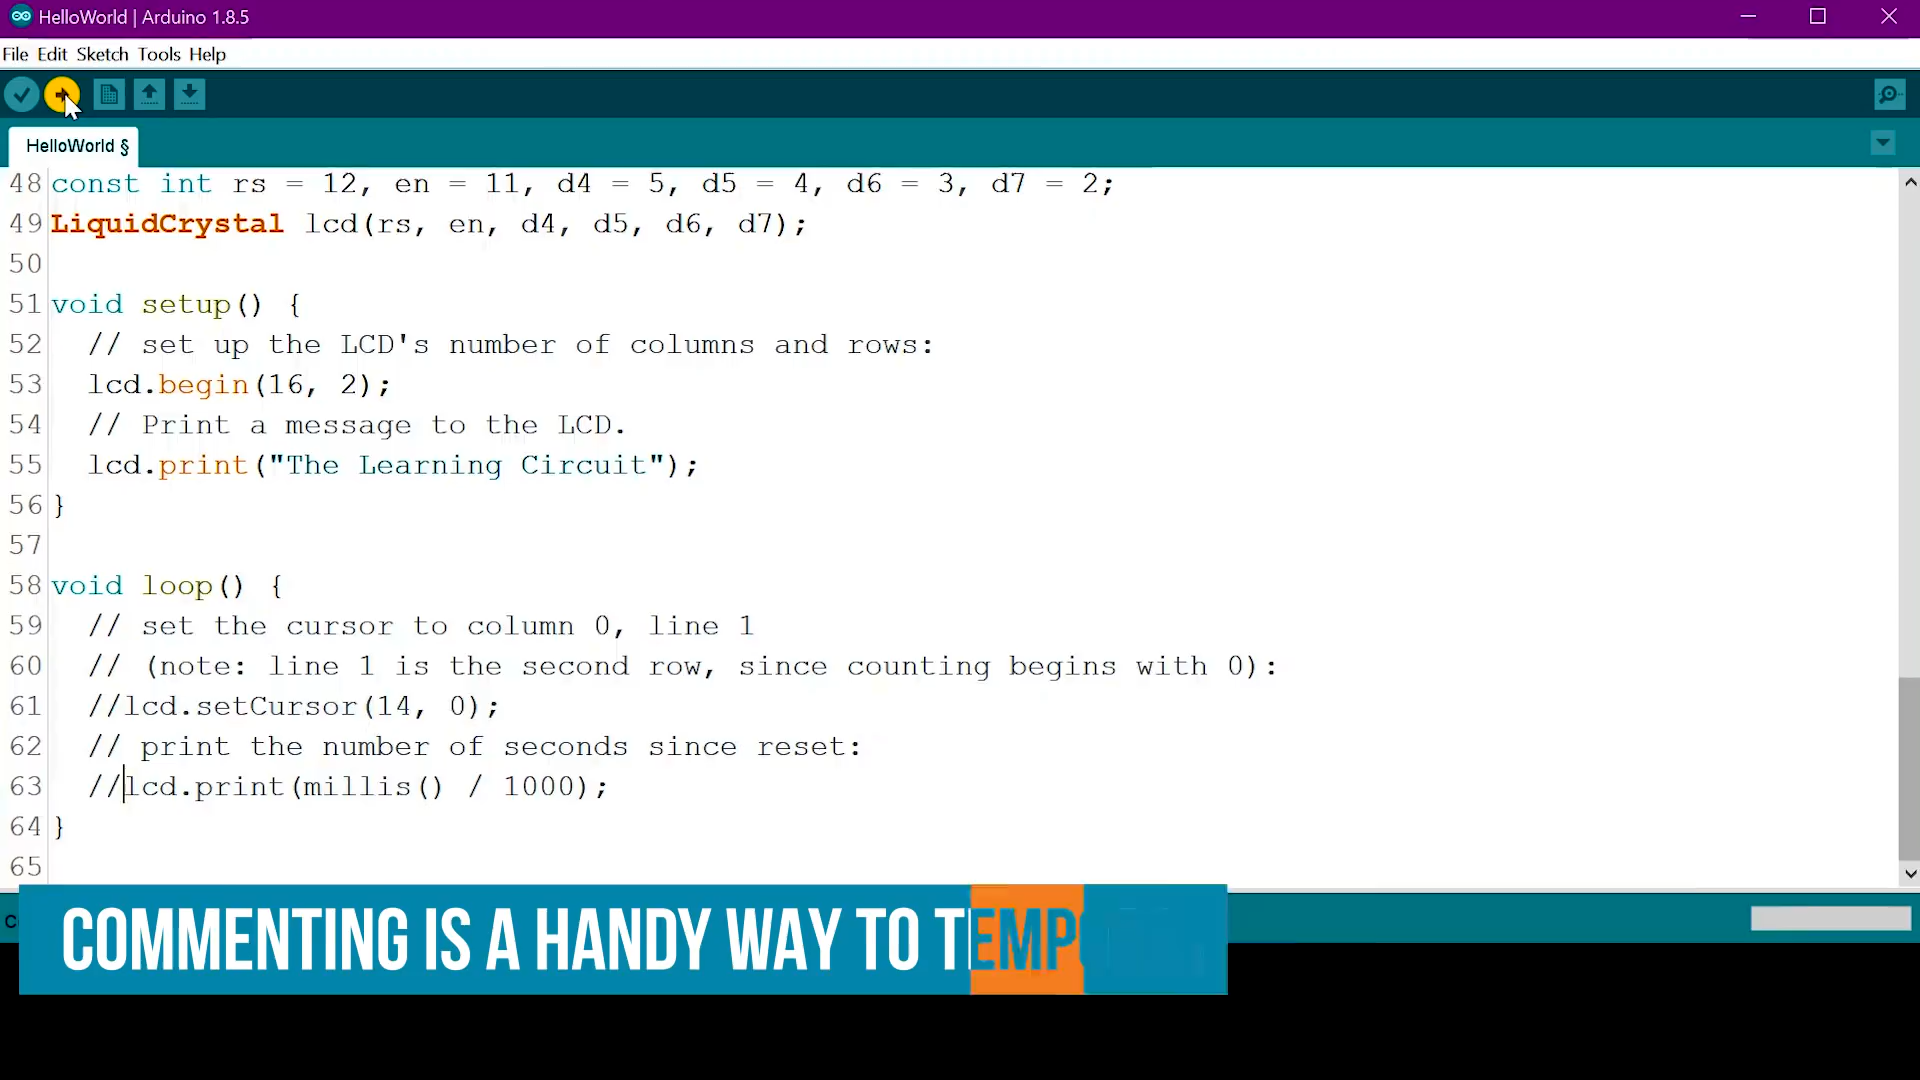 HelloWorld | Arduino 1.8.5
File Edit Sketch Tools Help
HelloWorld §
48 const int rs = 12, en = 11, d4 = 5, d5 = 4, d6 = 3, d7 = 2;
49 LiquidCrystal lcd(rs, en, d4, d5, d6, d7);
50
51 void setup() {
52 // set up the LCD's number of columns and rows:
53 lcd.begin(16, 2);
54 // Print a message to the LCD.
55 lcd.print("The Learning Circuit");
56 }
57
58 void loop() {
59 // set the cursor to column 0, line 1
60 // (note: line 1 is the second row, since counting begins with 0):
61 //lcd.setCursor(14, 0);
62 // print the number of seconds since reset:
63 //lcd.print(millis() / 1000);
64 }
65
COMMENTING IS A HANDY WAY TO TEMP